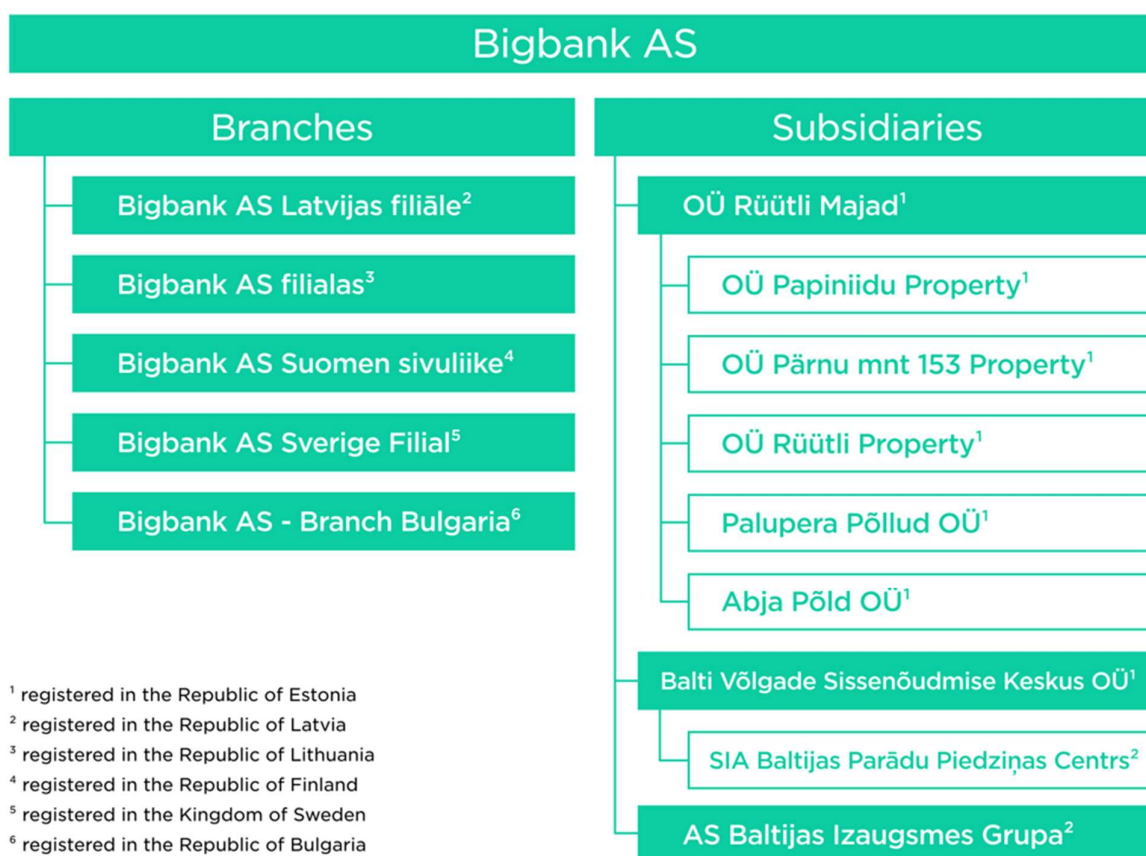 Bigbank AS
Branches
Bigbank AS Latvijas filiāle²
Bigbank AS filialas³
Bigbank AS Suomen sivuliike⁴
Bigbank AS Sverige Filial⁵
Bigbank AS - Branch Bulgaria⁶
Subsidiaries
OÜ Rüütli Majad¹
OÜ Papiniidu Property¹
OÜ Pärnu mnt 153 Property¹
OÜ Rüütli Property¹
Palupera Põllud OÜ¹
Abja Põld OÜ¹
Balti Võlgade Sissenõudmise Keskus OÜ¹
SIA Baltijas Parādu Piedziņas Centrs²
AS Baltijas Izaugsmes Grupa²
¹ registered in the Republic of Estonia
² registered in the Republic of Latvia
³ registered in the Republic of Lithuania
⁴ registered in the Republic of Finland
⁵ registered in the Kingdom of Sweden
⁶ registered in the Republic of Bulgaria